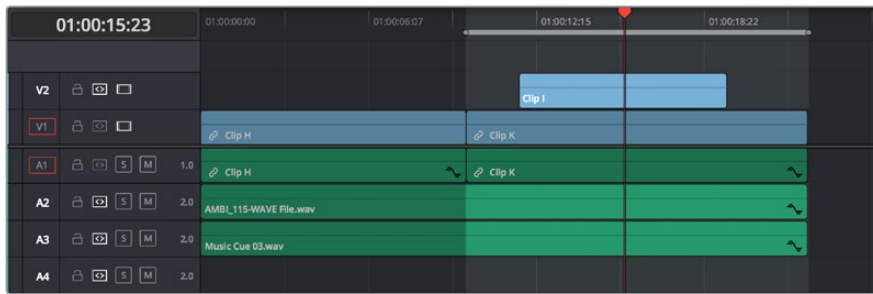 01:00:15:23
01:00:00:00 01:00:06:07 01:00:12:15 01:00:18:22
V2 Clip I
V1 Clip H Clip K
A1 S M 1.0 Clip H Clip K
A2 S M 2.0 AMBI_115-WAVE File.wav
A3 S M 2.0 Music Cue 03.wav
A4 S M 2.0